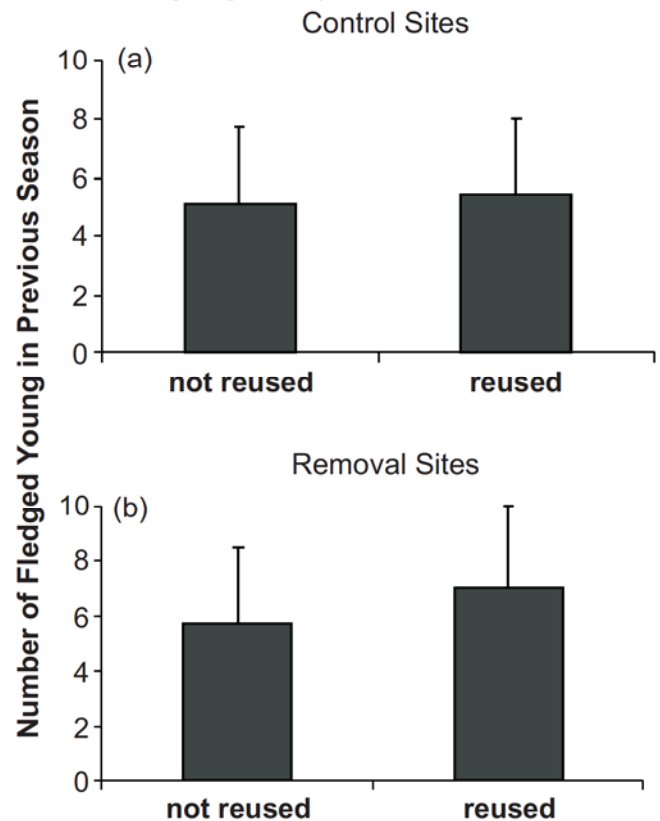 Control Sites
(a)
10
8
6
4
2
0
not reused reused
Number of Fledged Young in Previous Season
Removal Sites
(b)
10
8
6
4
2
0
not reused reused